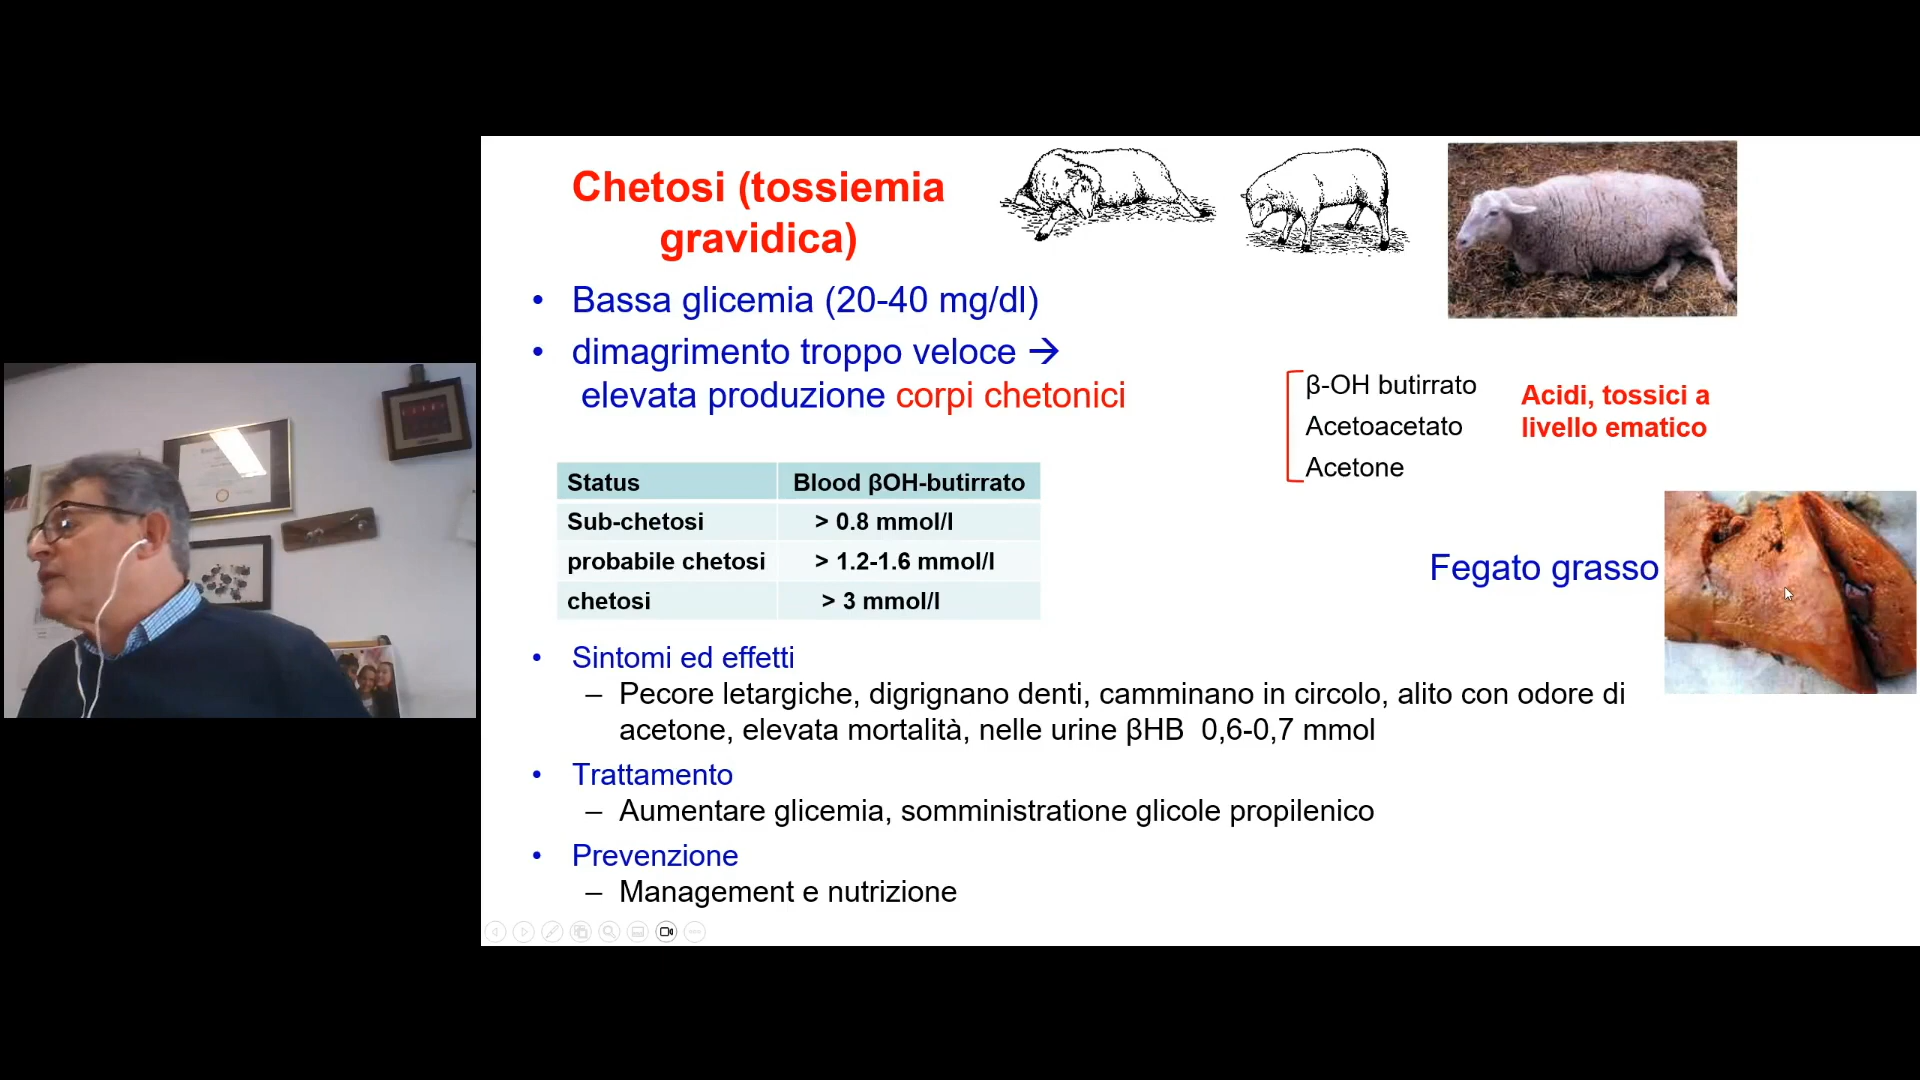 Chetosi (tossiemia
gravidica)
• Bassa glicemia (20-40 mg/dl)
• dimagrimento troppo veloce →
elevata produzione corpi chetonici
β-OH butirrato
Acetoacetato
Acetone
Acidi, tossici a
livello ematico
Status Blood βOH-butirrato
Sub-chetosi > 0.8 mmol/l
probabile chetosi > 1.2-1.6 mmol/l
chetosi > 3 mmol/l
Fegato grasso
• Sintomi ed effetti
– Pecore letargiche, digrignano denti, camminano in circolo, alito con odore di
acetone, elevata mortalità, nelle urine βHB 0,6-0,7 mmol
• Trattamento
– Aumentare glicemia, somministratione glicole propilenico
• Prevenzione
– Management e nutrizione